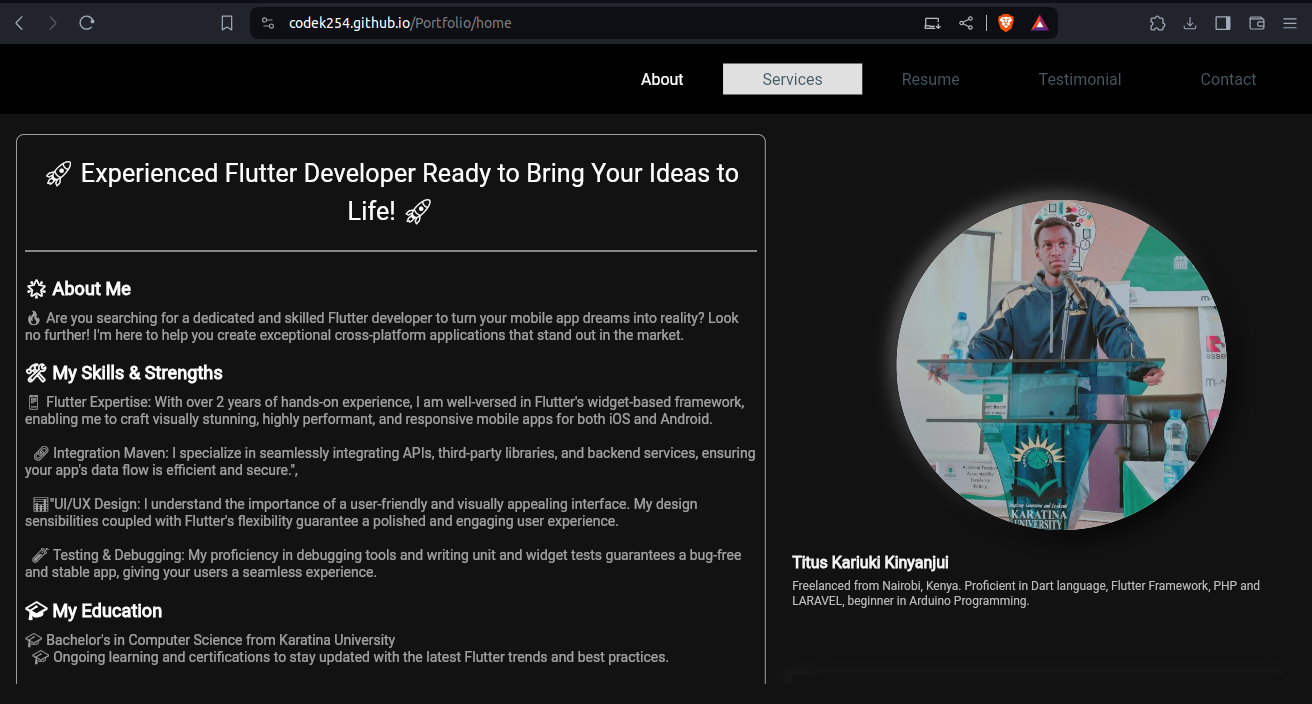 codek254.github.io/Portfolio/home
About Services Resume Testimonial Contact
🚀 Experienced Flutter Developer Ready to Bring Your Ideas to
Life! 🚀
About Me
🔥 Are you searching for a dedicated and skilled Flutter developer to turn your mobile app dreams into reality? Look
no further! I'm here to help you create exceptional cross-platform applications that stand out in the market.
🛠 My Skills & Strengths
📱 Flutter Expertise: With over 2 years of hands-on experience, I am well-versed in Flutter's widget-based framework,
enabling me to craft visually stunning, highly performant, and responsive mobile apps for both iOS and Android.
🔗 Integration Maven: I specialize in seamlessly integrating APIs, third-party libraries, and backend services, ensuring
your app's data flow is efficient and secure.",
"UI/UX Design: I understand the importance of a user-friendly and visually appealing interface. My design
sensibilities coupled with Flutter's flexibility guarantee a polished and engaging user experience.
🧪 Testing & Debugging: My proficiency in debugging tools and writing unit and widget tests guarantees a bug-free
and stable app, giving your users a seamless experience.
🎓 My Education
🎓 Bachelor's in Computer Science from Karatina University
🎓 Ongoing learning and certifications to stay updated with the latest Flutter trends and best practices.
KARATINA
UNIVERSITY
Titus Kariuki Kinyanjui
Freelanced from Nairobi, Kenya. Proficient in Dart language, Flutter Framework, PHP and
LARAVEL, beginner in Arduino Programming.